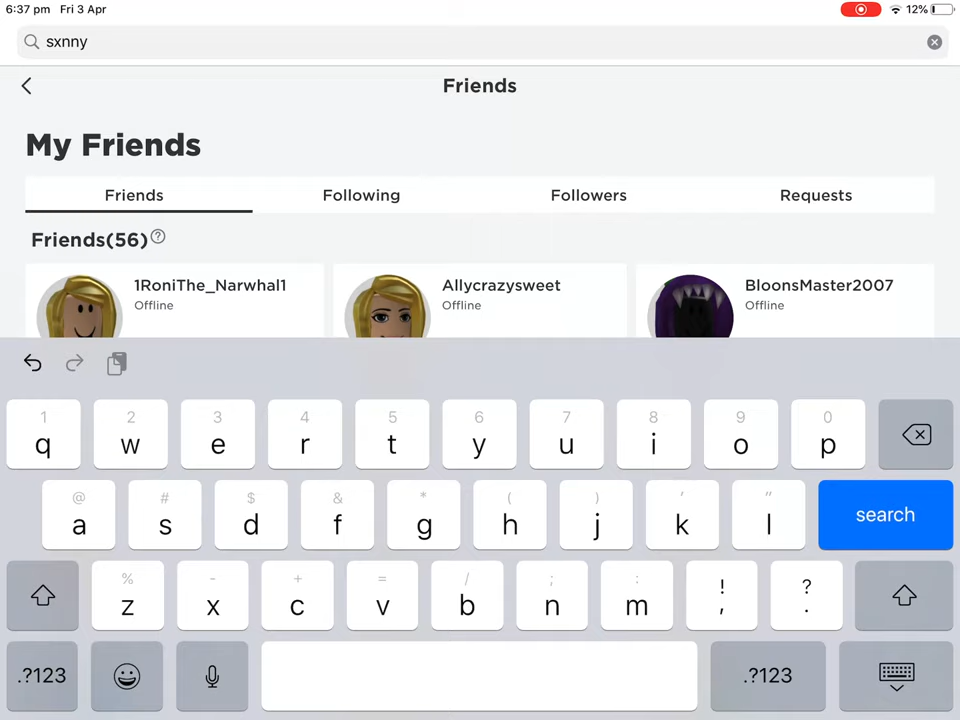 6:37 pm Fri 3 Apr 12%
sxnny
Friends
My Friends
Friends Following Followers Requests
Friends(56) ?
1RoniThe_Narwhal1 Allycrazysweet BloonsMaster2007
Offline Offline Offline
1 2 3 4 5 6 7 8 9 0
q w e r t y u i o p
@ # $ & * ( ) ' "
a s d f g h j k l search
% - + = / ; : ! ?
z x c v b n m , .
.?123 .?123